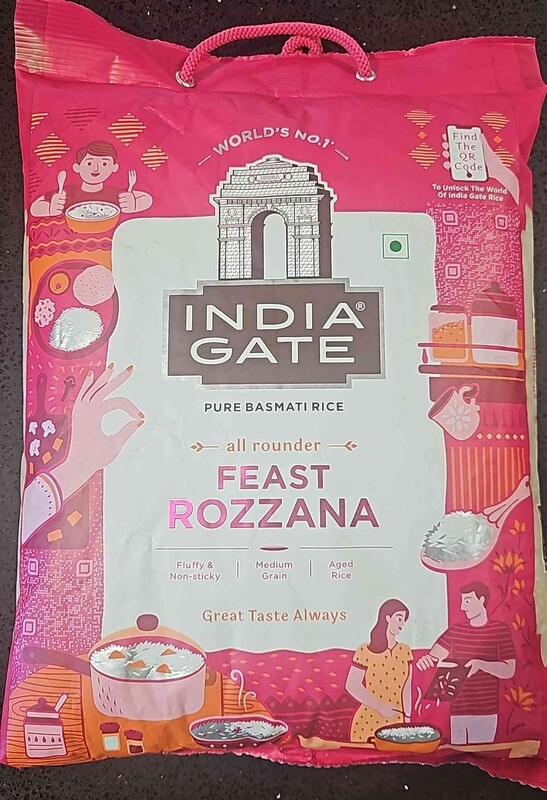 WORLD'S NO.1*
Find
The
QR
Code
To Unlock The World
Of India Gate Rice
INDIA®
GATE
PURE BASMATI RICE
all rounder
FEAST
ROZZANA
Fluffy &
Non-sticky
Medium
Grain
Aged
Rice
Great Taste Always